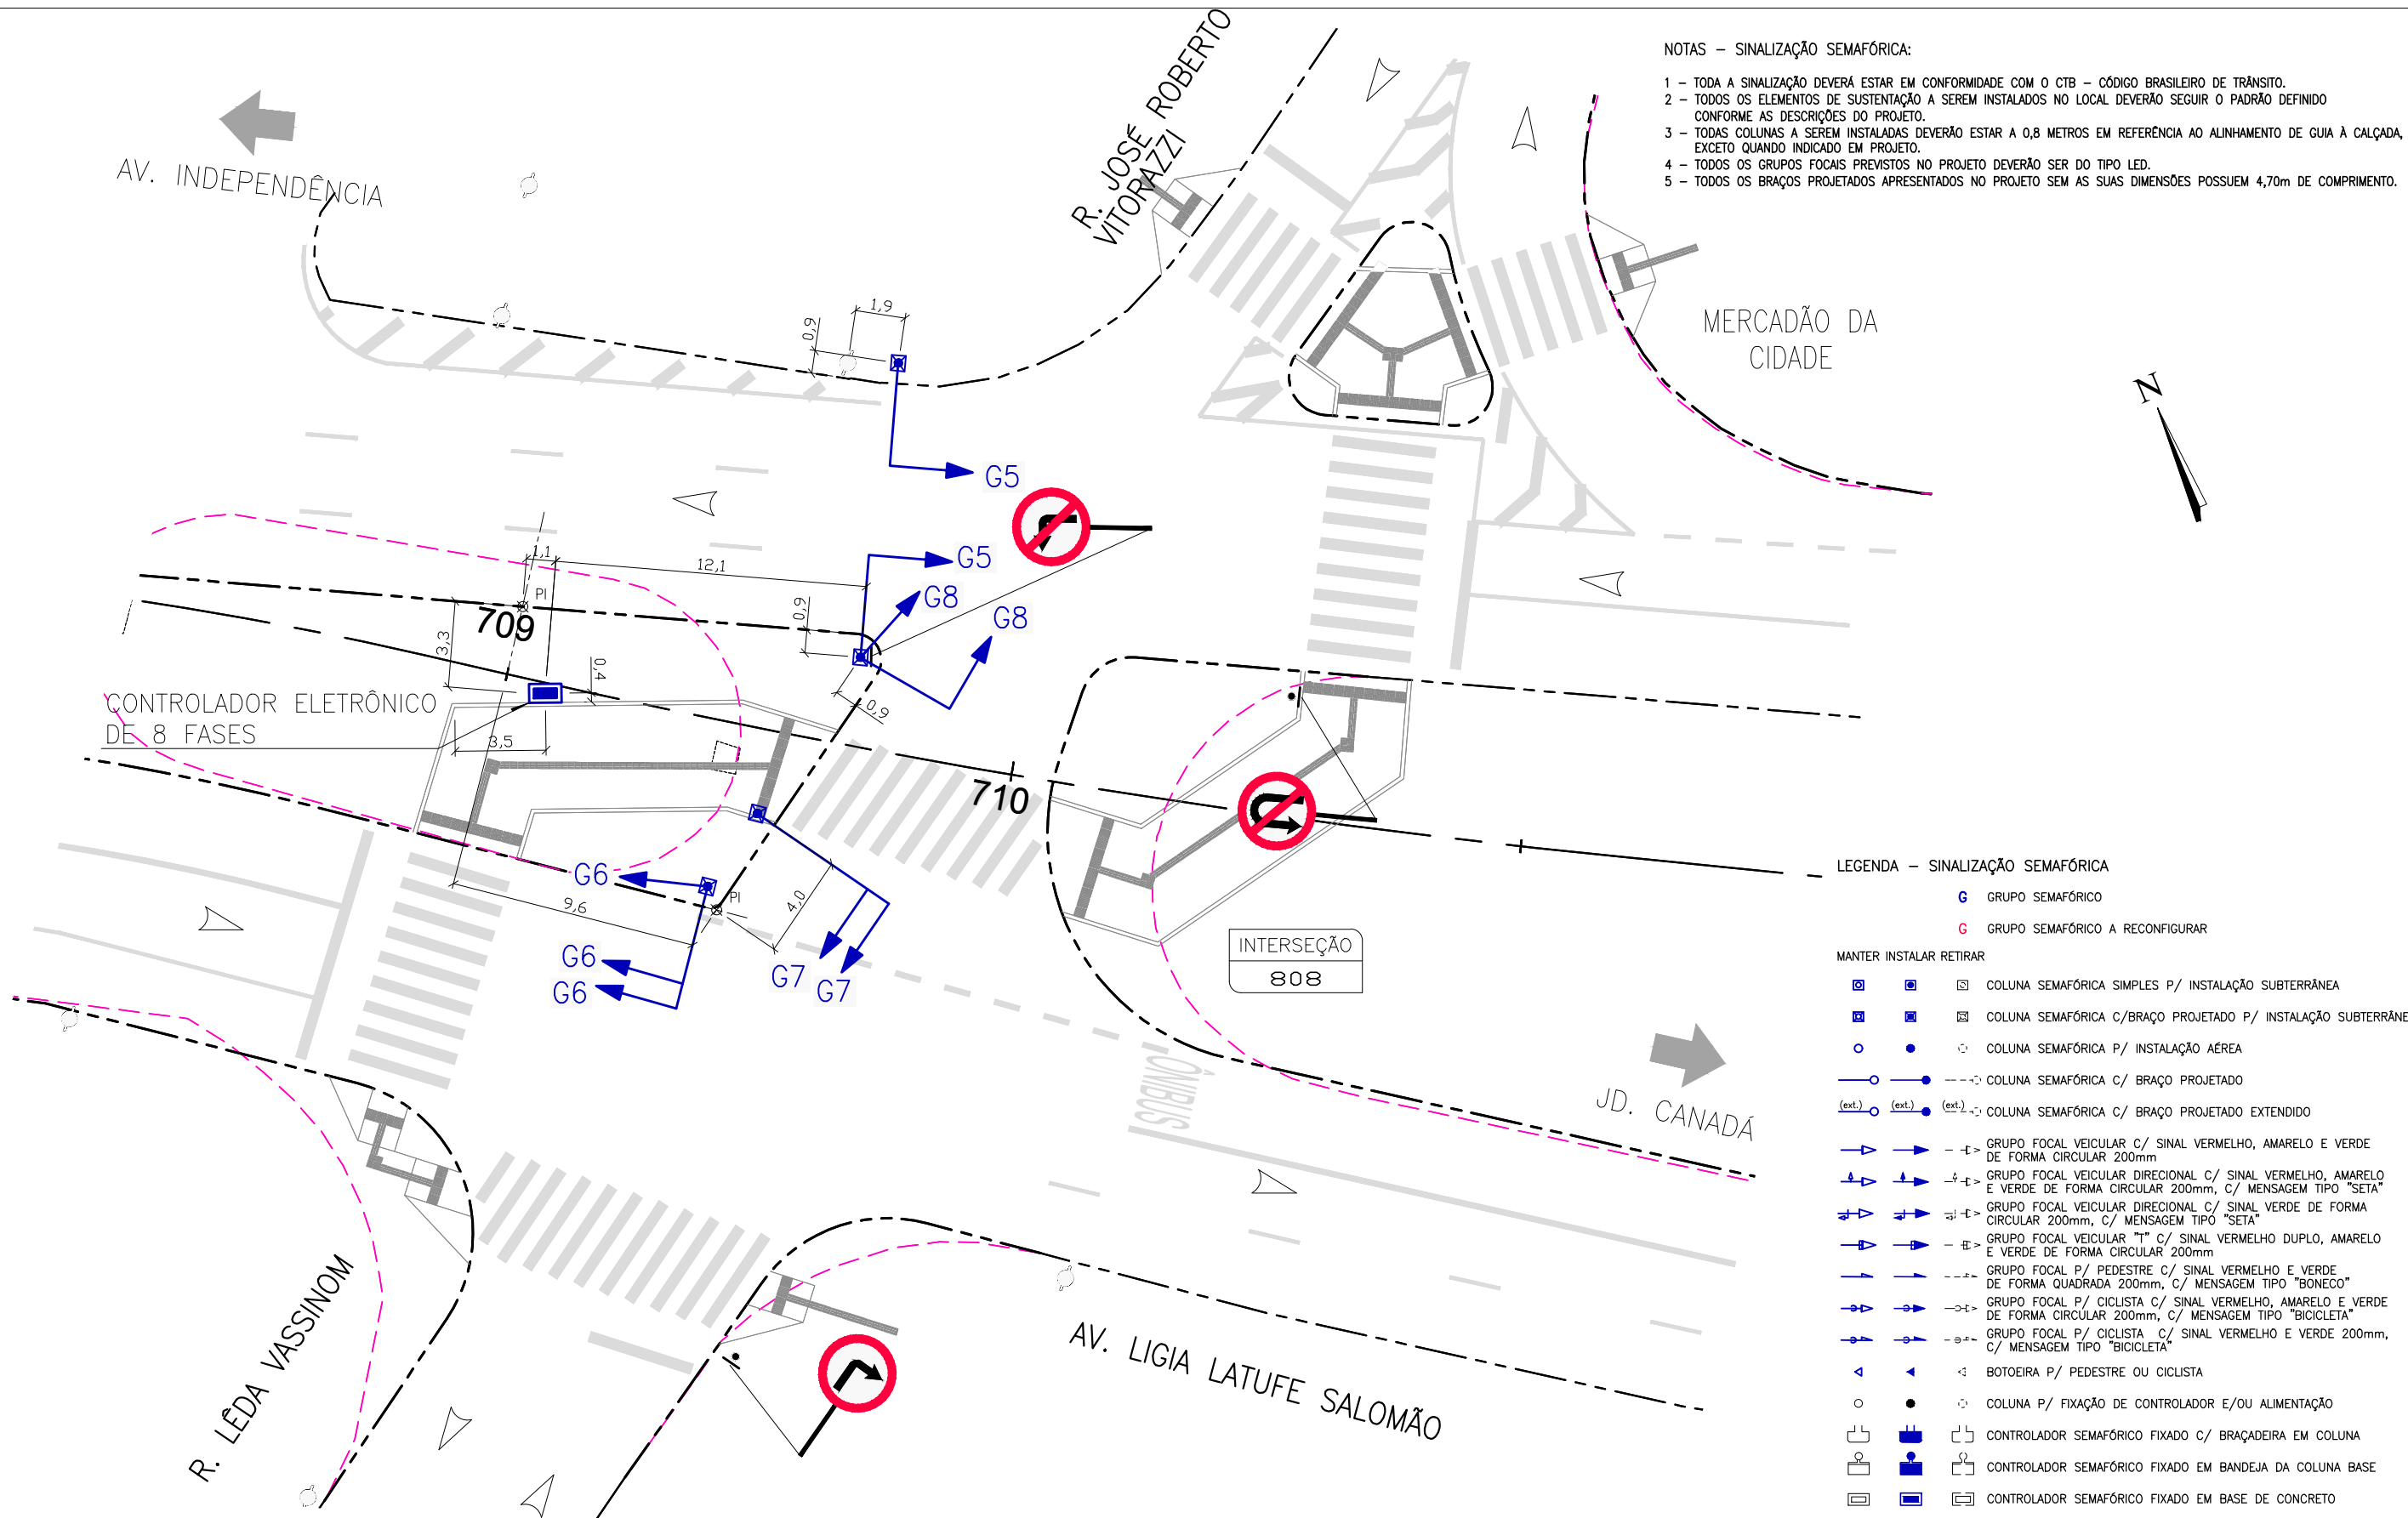 NOTAS – SINALIZAÇÃO SEMAFÓRICA:
1 – TODA A SINALIZAÇÃO DEVERÁ ESTAR EM CONFORMIDADE COM O CTB – CÓDIGO BRASILEIRO DE TRÂNSITO.
2 – TODOS OS ELEMENTOS DE SUSTENTAÇÃO A SEREM INSTALADOS NO LOCAL DEVERÃO SEGUIR O PADRÃO DEFINIDO
CONFORME AS DESCRIÇÕES DO PROJETO.
3 – TODAS COLUNAS A SEREM INSTALADAS DEVERÃO ESTAR A 0,8 METROS EM REFERÊNCIA AO ALINHAMENTO DE GUIA À CALÇADA,
EXCETO QUANDO INDICADO EM PROJETO.
4 – TODOS OS GRUPOS FOCAIS PREVISTOS NO PROJETO DEVERÃO SER DO TIPO LED.
5 – TODOS OS BRAÇOS PROJETADOS APRESENTADOS NO PROJETO SEM AS SUAS DIMENSÕES POSSUEM 4,70m DE COMPRIMENTO.
R. JOSÉ ROBERTO
VITORAZZI
AV. INDEPENDÊNCIA
MERCADÃO DA
CIDADE
N
1,9
0,9
G5
G5
G8
G8
1,1
12,1
PI
709
0,9
3,3
0,4
CONTROLADOR ELETRÔNICO
DE 8 FASES
3,5
0,9
710
G6
PI
9,6
4,0
G6
G6
G7
G7
INTERSEÇÃO
808
ÔNIBUS
JD. CANADÁ
R. LÊDA VASSINOM
AV. LIGIA LATUFE SALOMÃO
LEGENDA – SINALIZAÇÃO SEMAFÓRICA
G GRUPO SEMAFÓRICO
G GRUPO SEMAFÓRICO A RECONFIGURAR
MANTER INSTALAR RETIRAR
COLUNA SEMAFÓRICA SIMPLES P/ INSTALAÇÃO SUBTERRÂNEA
COLUNA SEMAFÓRICA C/BRAÇO PROJETADO P/ INSTALAÇÃO SUBTERRÂNE
COLUNA SEMAFÓRICA P/ INSTALAÇÃO AÉREA
COLUNA SEMAFÓRICA C/ BRAÇO PROJETADO
(ext.) (ext.) (ext.) COLUNA SEMAFÓRICA C/ BRAÇO PROJETADO EXTENDIDO
GRUPO FOCAL VEICULAR C/ SINAL VERMELHO, AMARELO E VERDE
DE FORMA CIRCULAR 200mm
GRUPO FOCAL VEICULAR DIRECIONAL C/ SINAL VERMELHO, AMARELO
E VERDE DE FORMA CIRCULAR 200mm, C/ MENSAGEM TIPO "SETA"
GRUPO FOCAL VEICULAR DIRECIONAL C/ SINAL VERDE DE FORMA
CIRCULAR 200mm, C/ MENSAGEM TIPO "SETA"
GRUPO FOCAL VEICULAR "T" C/ SINAL VERMELHO DUPLO, AMARELO
E VERDE DE FORMA CIRCULAR 200mm
GRUPO FOCAL P/ PEDESTRE C/ SINAL VERMELHO E VERDE
DE FORMA QUADRADA 200mm, C/ MENSAGEM TIPO "BONECO"
GRUPO FOCAL P/ CICLISTA C/ SINAL VERMELHO, AMARELO E VERDE
DE FORMA CIRCULAR 200mm, C/ MENSAGEM TIPO "BICICLETA"
GRUPO FOCAL P/ CICLISTA C/ SINAL VERMELHO E VERDE 200mm,
C/ MENSAGEM TIPO "BICICLETA"
BOTOEIRA P/ PEDESTRE OU CICLISTA
COLUNA P/ FIXAÇÃO DE CONTROLADOR E/OU ALIMENTAÇÃO
CONTROLADOR SEMAFÓRICO FIXADO C/ BRAÇADEIRA EM COLUNA
CONTROLADOR SEMAFÓRICO FIXADO EM BANDEJA DA COLUNA BASE
CONTROLADOR SEMAFÓRICO FIXADO EM BASE DE CONCRETO